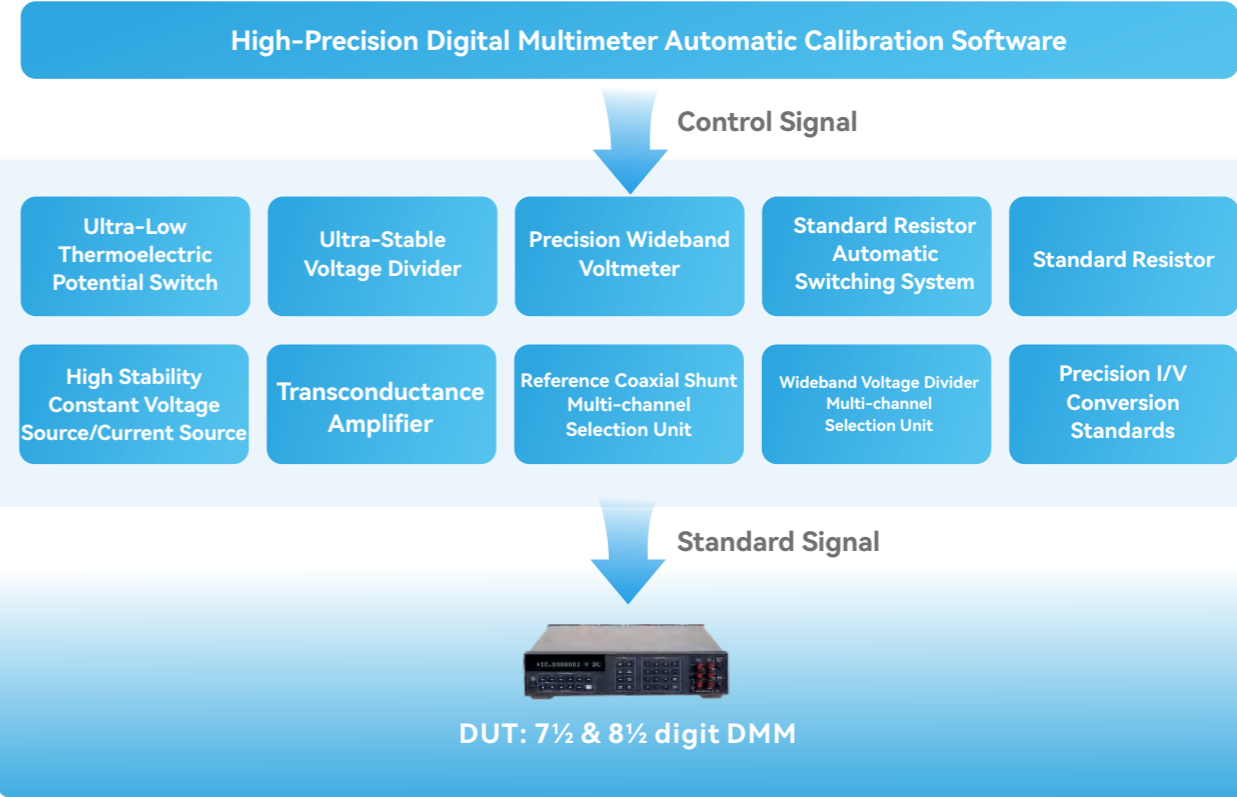 High-Precision Digital Multimeter Automatic Calibration Software
Control Signal
Ultra-Low
Thermoelectric
Potential Switch
Ultra-Stable
Voltage Divider
Precision Wideband
Voltmeter
Standard Resistor
Automatic
Switching System
Standard Resistor
High Stability
Constant Voltage
Source/Current Source
Transconductance
Amplifier
Reference Coaxial Shunt
Multi-channel
Selection Unit
Wideband Voltage Divider
Multi-channel
Selection Unit
Precision I/V
Conversion
Standards
Standard Signal
+10.0000001 V DC
DUT: 7½ & 8½ digit DMM